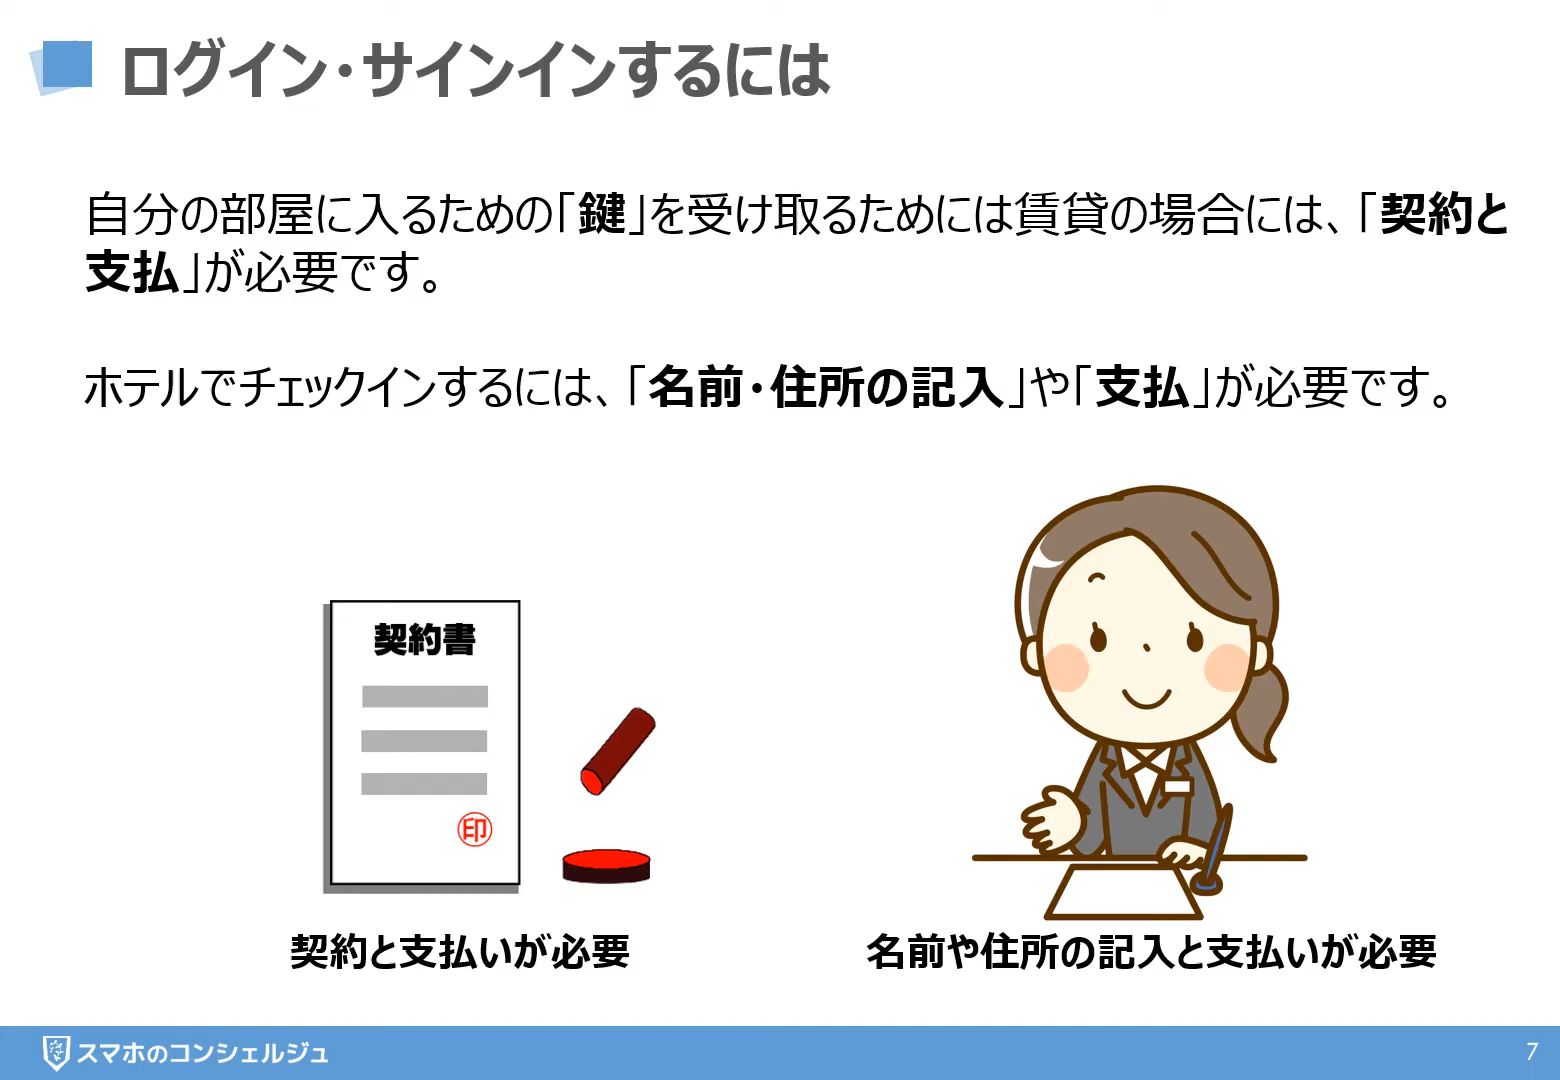 ログイン・サインインするには
自分の部屋に入るための「鍵」を受け取るためには賃貸の場合には、「契約と
支払」が必要です。
ホテルでチェックインするには、「名前・住所の記入」や「支払」が必要です。
契約書
印
契約と支払いが必要
名前や住所の記入と支払いが必要
スマホのコンシェルジュ
7